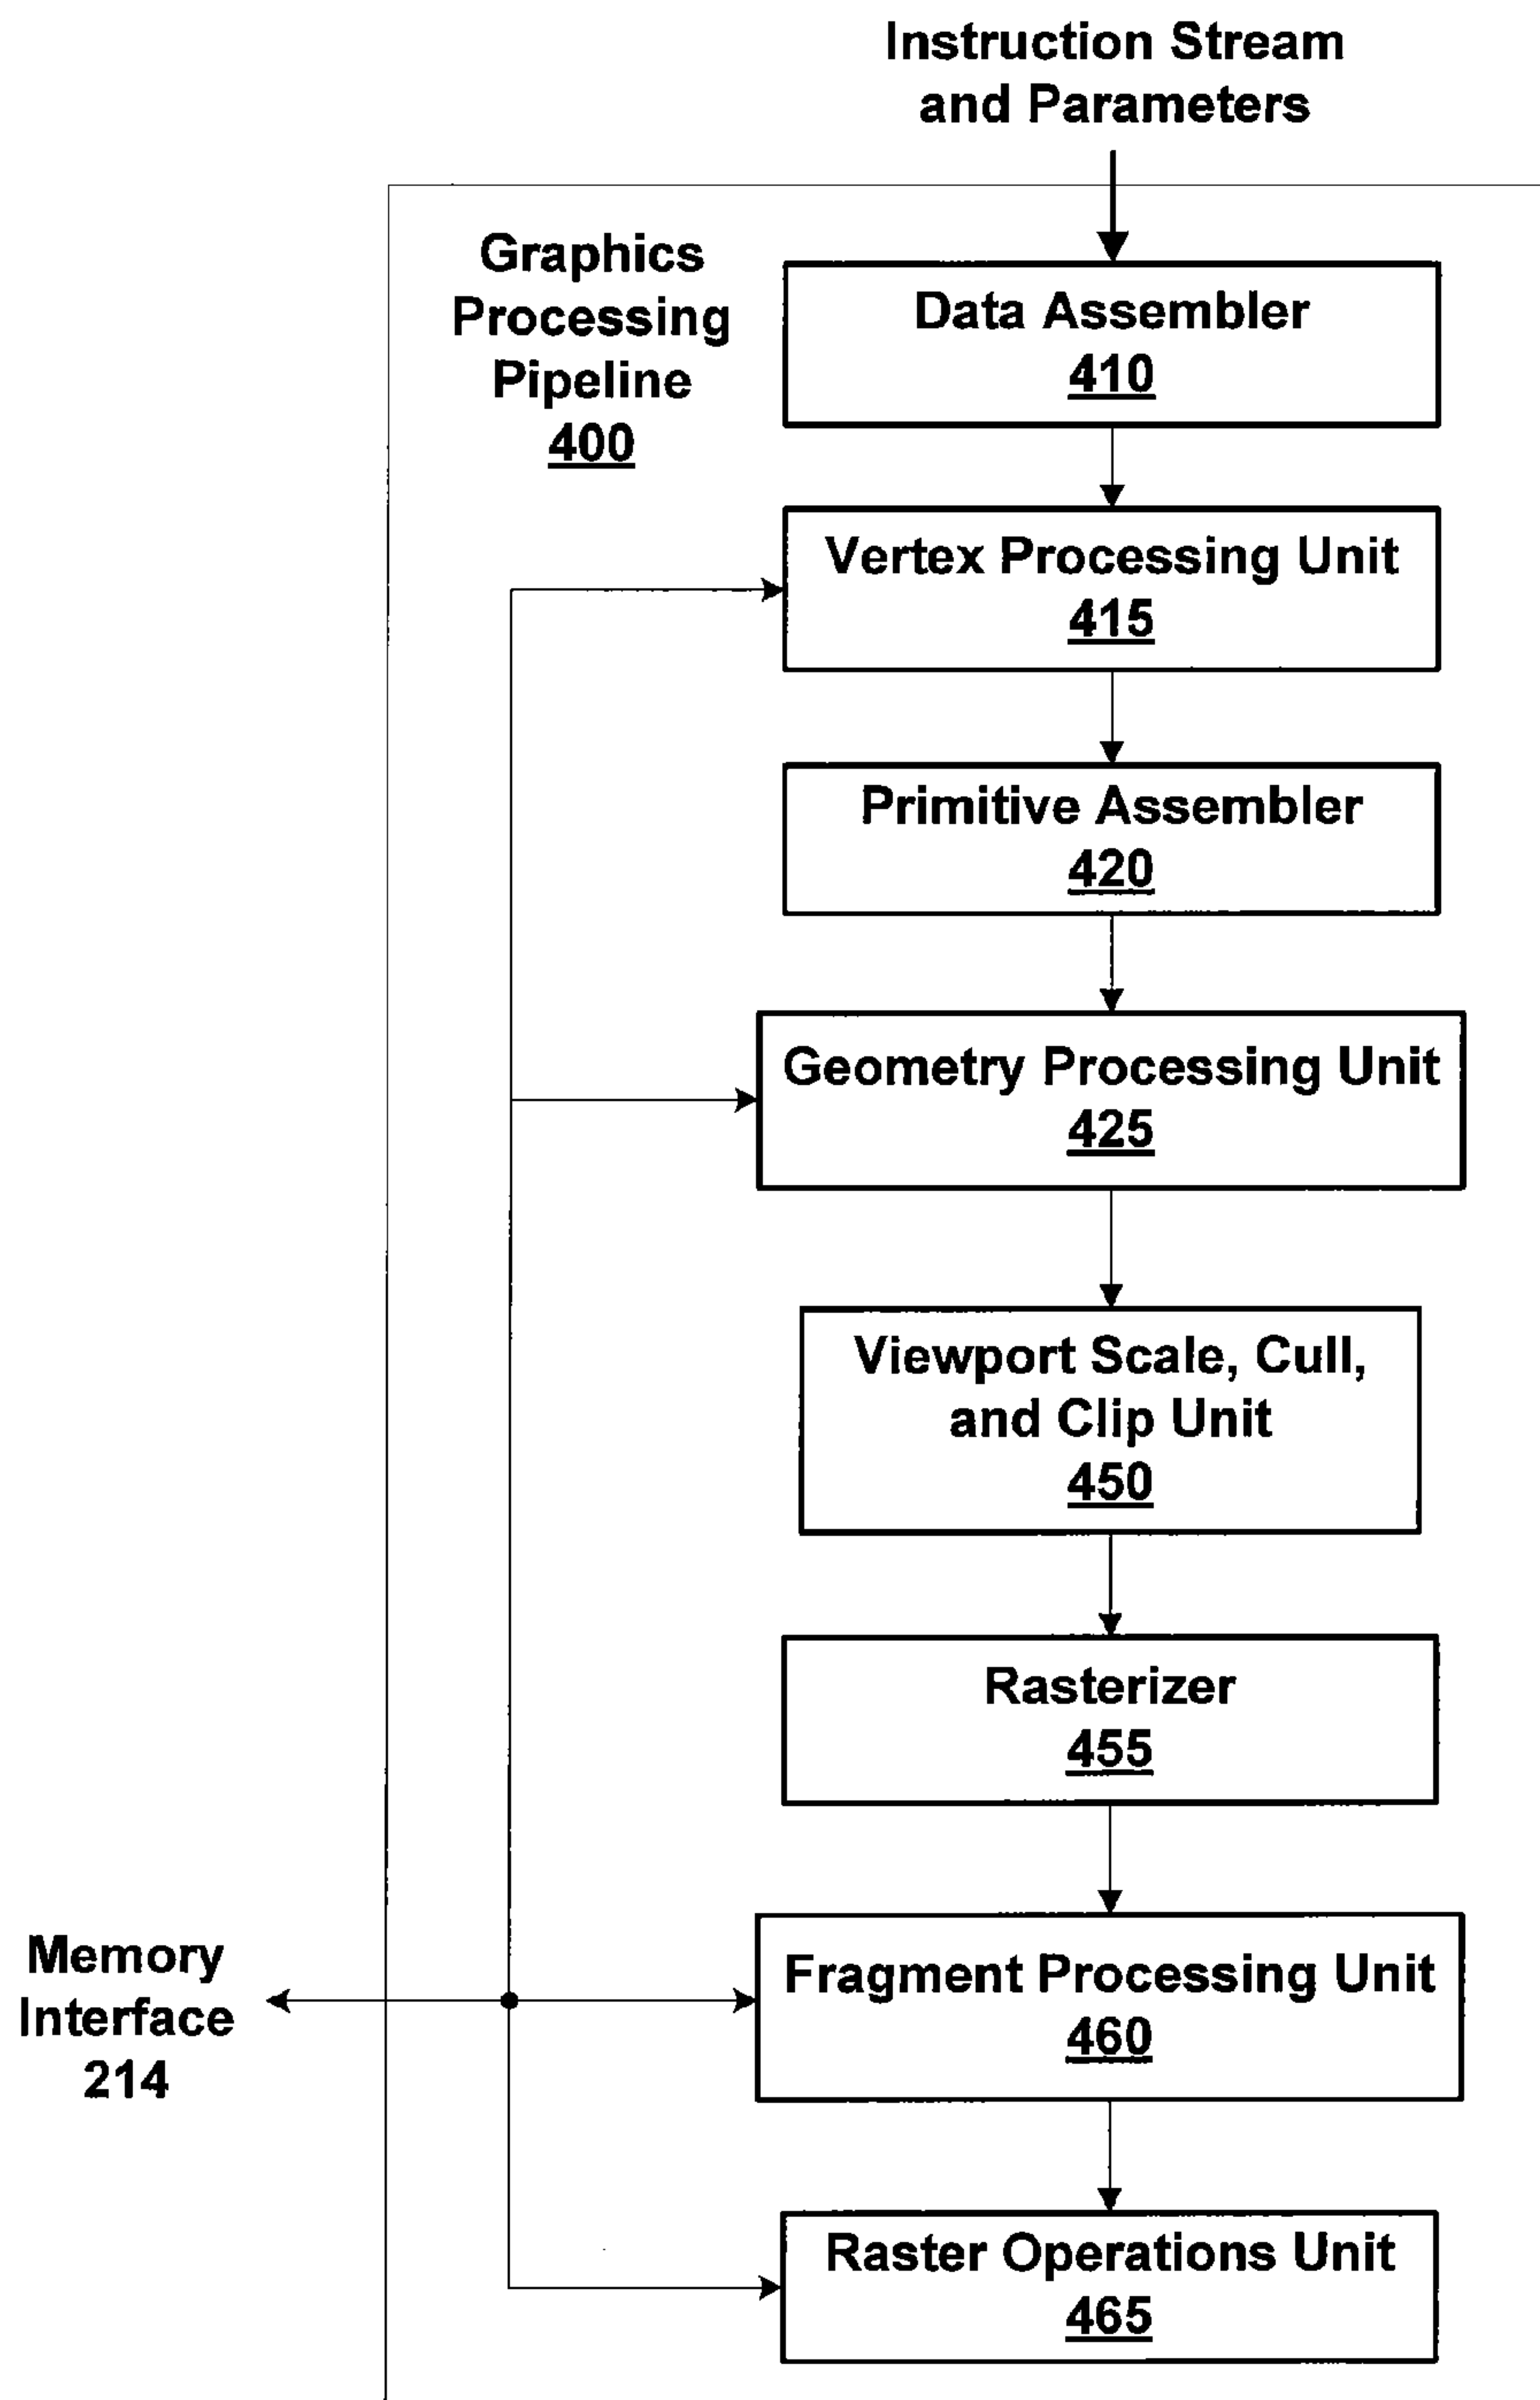 Instruction Stream
and Parameters
Graphics
Processing
Pipeline
400
Data Assembler
410
Vertex Processing Unit
415
Primitive Assembler
420
Geometry Processing Unit
425
Viewport Scale, Cull,
and Clip Unit
450
Rasterizer
455
Memory
Interface
214
Fragment Processing Unit
460
Raster Operations Unit
465